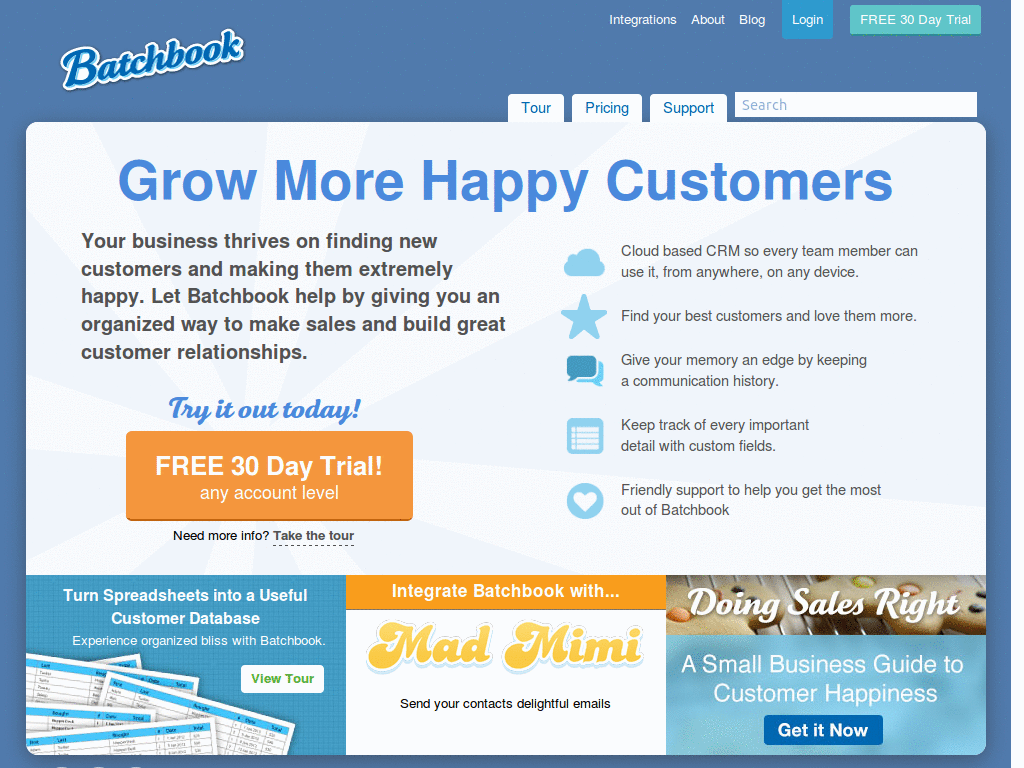 Integrations About Blog Login FREE 30 Day Trial
Batchbook
Tour Pricing Support Search
Grow More Happy Customers
Your business thrives on finding new
customers and making them extremely
happy. Let Batchbook help by giving you an
organized way to make sales and build great
customer relationships.
Try it out today!
FREE 30 Day Trial!
any account level
Need more info? Take the tour
Cloud based CRM so every team member can
use it, from anywhere, on any device.
Find your best customers and love them more.
Give your memory an edge by keeping
a communication history.
Keep track of every important
detail with custom fields.
Friendly support to help you get the most
out of Batchbook
Turn Spreadsheets into a Useful
Customer Database
Experience organized bliss with Batchbook.
View Tour
Integrate Batchbook with...
Mad Mimi
Send your contacts delightful emails
Doing Sales Right
A Small Business Guide to
Customer Happiness
Get it Now